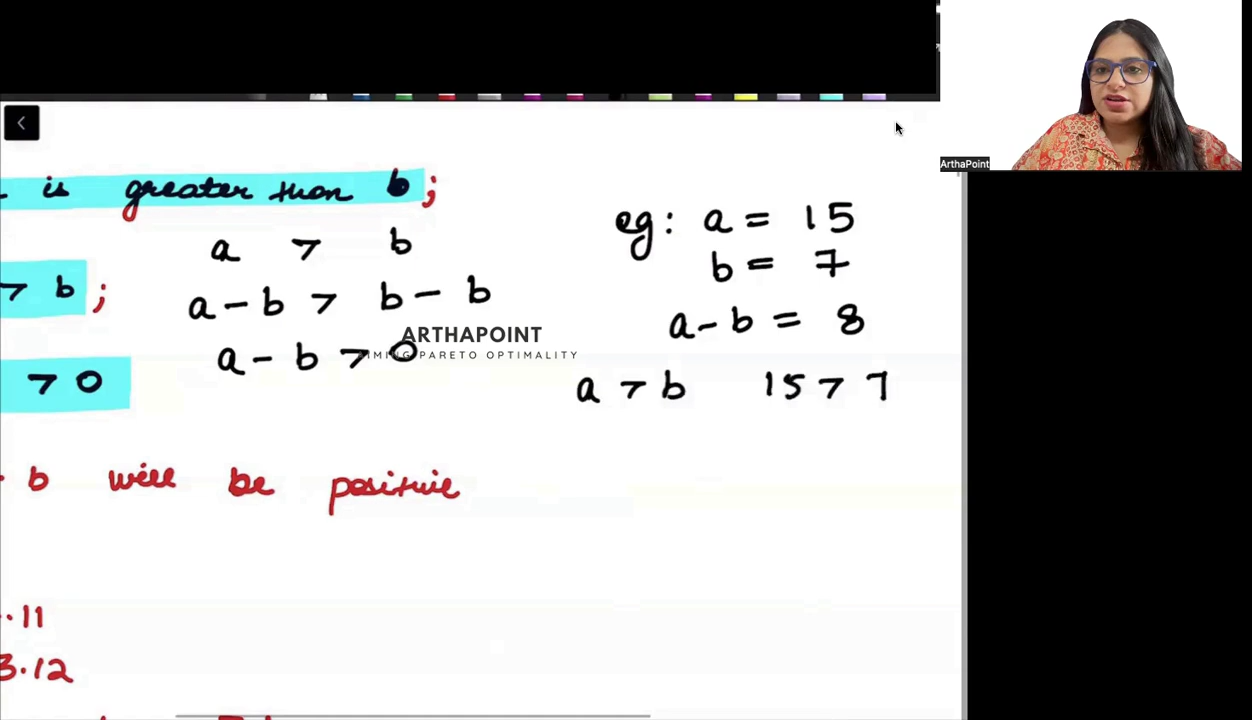 is greater than b;
a > b
> b;
a - b > b - b
a - b > 0
> 0
b will be positive
.11
3.12
eg: a = 15
b = 7
a - b = 8
a > b 15 > 7
ARTHAPOINT
AIMING PARETO OPTIMALITY
ArthaPoint